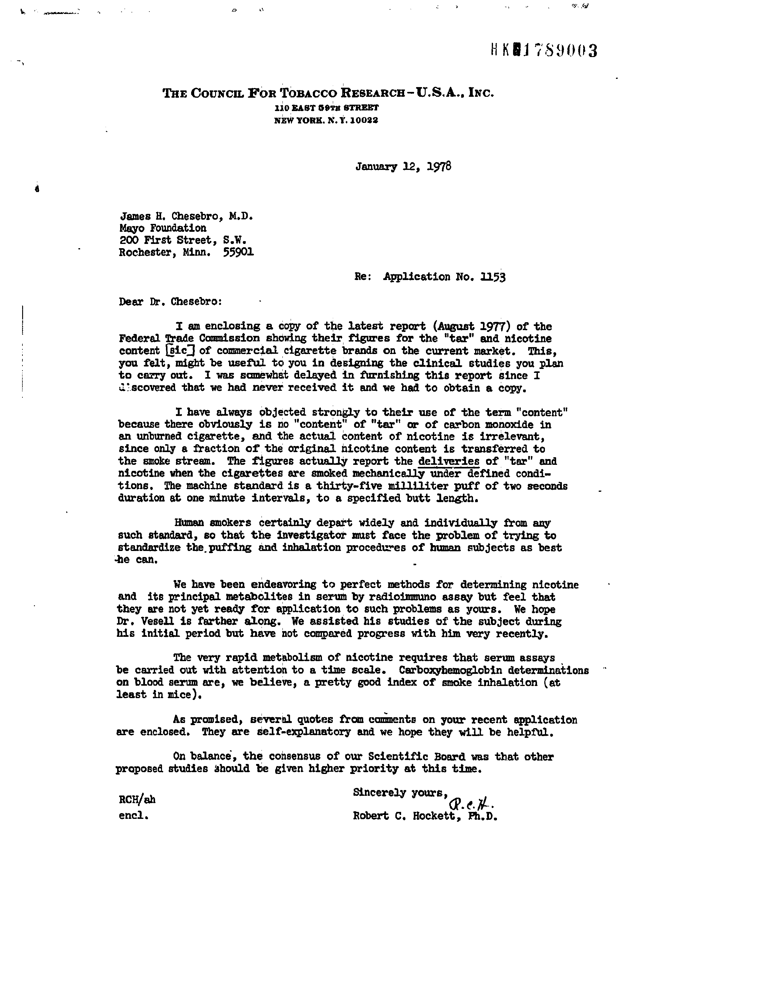 HK01789003
THE COUNCIL FOR TOBACCO RESEARCH-U.S.A., INC.
110 EAST 59TH STREET
NEW YORK, N. Y. 10022
January 12, 1978
James H. Chesebro, M.D.
Mayo Foundation
200 First Street, S.W.
Rochester, Minn. 55901
Re: Application No. 1153
Dear Dr. Chesebro:
I am enclosing a copy of the latest report (August 1977) of the
Federal Trade Commission showing their figures for the "tar" and nicotine
content [sic] of commercial cigarette brands on the current market. This,
you felt, might be useful to you in designing the clinical studies you plan
to carry out. I was somewhat delayed in furnishing this report since I
discovered that we had never received it and we had to obtain a copy.
I have always objected strongly to their use of the term "content"
because there obviously is no "content" of "tar" or of carbon monoxide in
an unburned cigarette, and the actual content of nicotine is irrelevant,
since only a fraction of the original nicotine content is transferred to
the smoke stream. The figures actually report the deliveries of "tar" and
nicotine when the cigarettes are smoked mechanically under defined condi-
tions. The machine standard is a thirty-five milliliter puff of two seconds
duration at one minute intervals, to a specified butt length.
Human smokers certainly depart widely and individually from any
such standard, so that the investigator must face the problem of trying to
standardize the puffing and inhalation procedures of human subjects as best
he can.
We have been endeavoring to perfect methods for determining nicotine
and its principal metabolites in serum by radioimmuno assay but feel that
they are not yet ready for application to such problems as yours. We hope
Dr. Vesell is farther along. We assisted his studies of the subject during
his initial period but have not compared progress with him very recently.
The very rapid metabolism of nicotine requires that serum assays
be carried out with attention to a time scale. Carboxyhemoglobin determinations
on blood serum are, we believe, a pretty good index of smoke inhalation (at
least in mice).
As promised, several quotes from comments on your recent application
are enclosed. They are self-explanatory and we hope they will be helpful.
On balance, the consensus of our Scientific Board was that other
proposed studies should be given higher priority at this time.
Sincerely yours,
R.C.H.
RCH/ah
encl.
Robert C. Hockett, Ph.D.